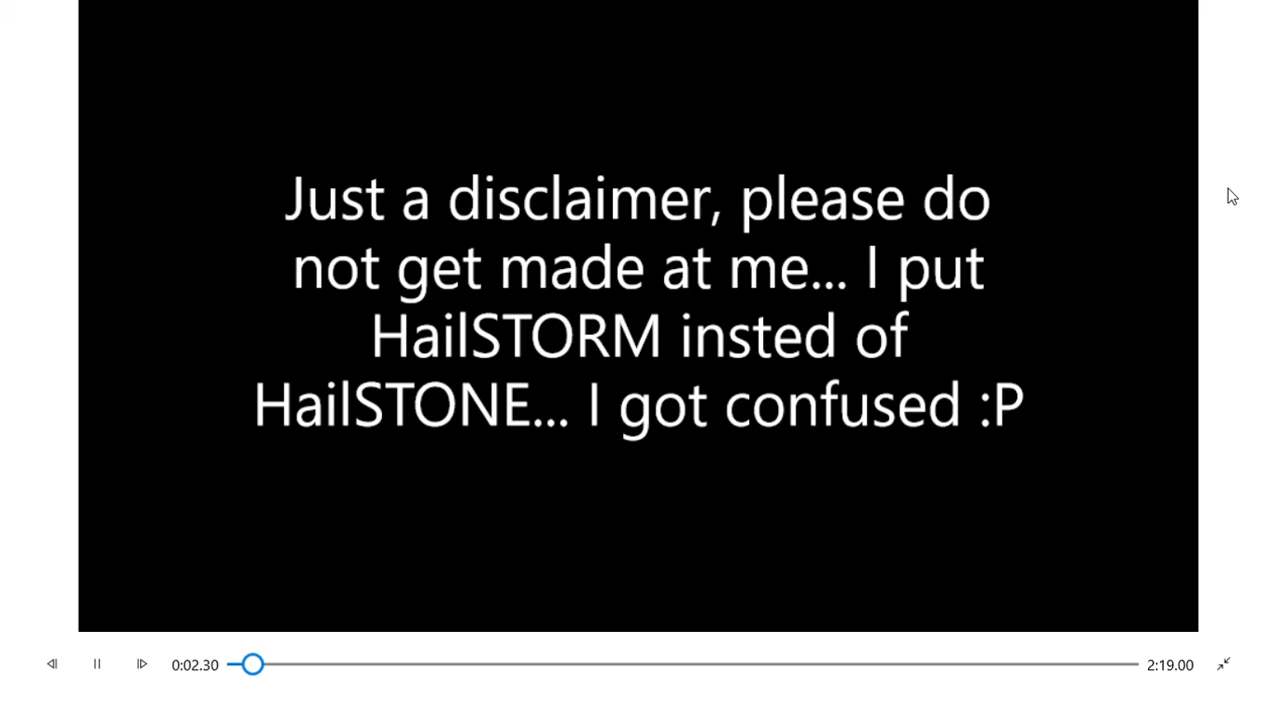 Just a disclaimer, please do
not get made at me... I put
HailSTORM insted of
HailSTONE... I got confused :P
0:02.30
2:19.00